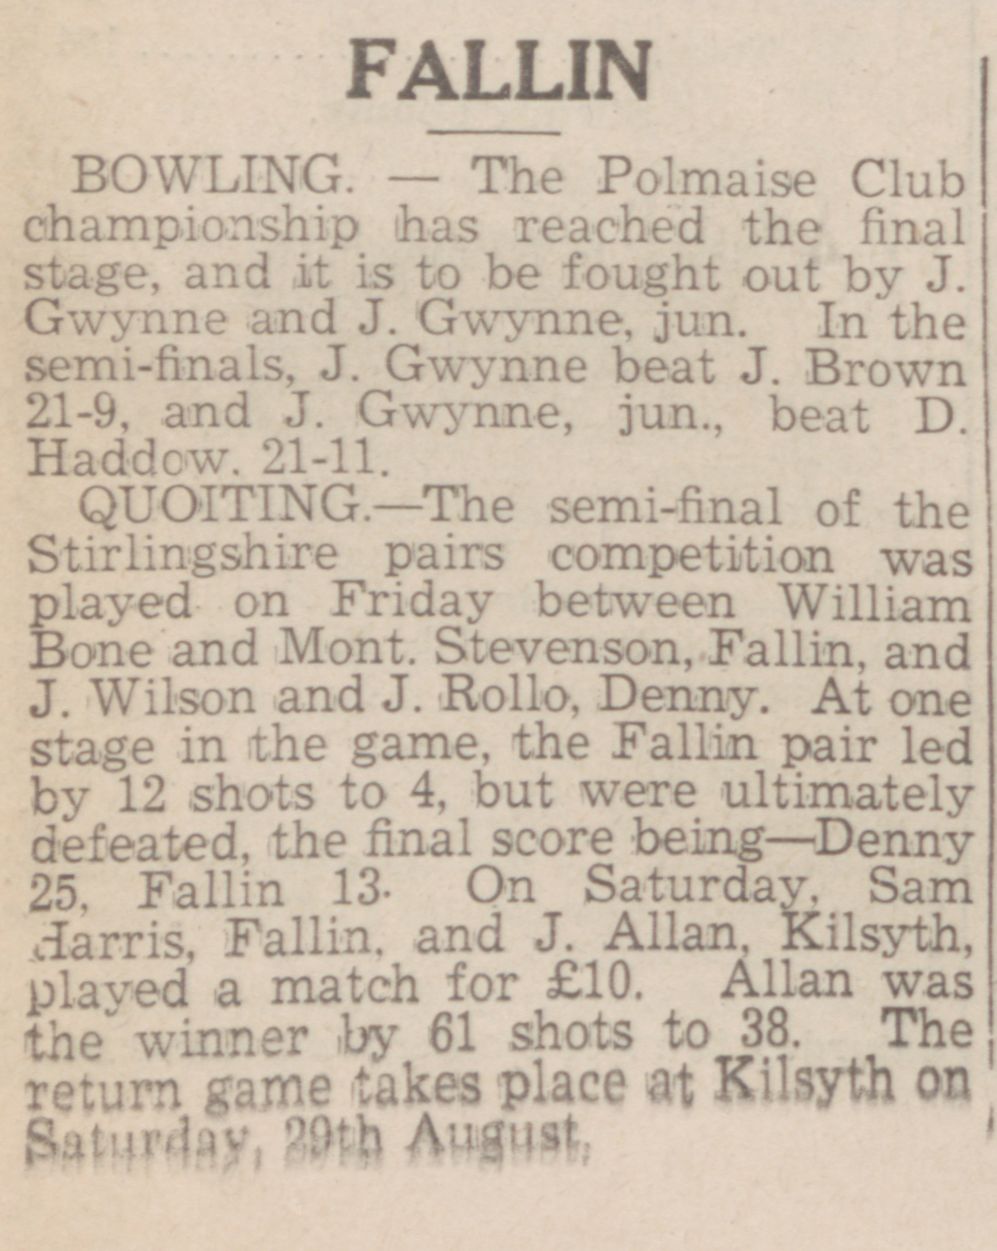 FALLIN
BOWLING. — The Polmaise Club
championship has reached the final
stage, and it is to be fought out by J.
Gwynne and J. Gwynne, jun. In the
semi-finals, J. Gwynne beat J. Brown
21-9, and J. Gwynne, jun., beat D.
Haddow. 21-11.
QUOITING.—The semi-final of the
Stirlingshire pairs competition was
played on Friday between William
Bone and Mont. Stevenson, Fallin, and
J. Wilson and J. Rollo, Denny. At one
stage in the game, the Fallin pair led
by 12 shots to 4, but were ultimately
defeated, the final score being—Denny
25, Fallin 13. On Saturday, Sam
Harris, Fallin, and J. Allan, Kilsyth,
played a match for £10. Allan was
the winner by 61 shots to 38. The
return game takes place at Kilsyth on
Saturday, 29th August.